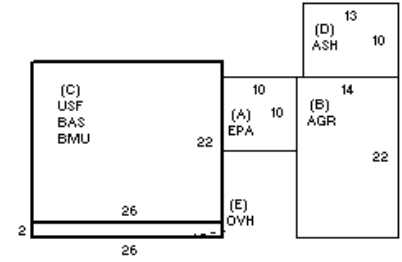 13
(D)
ASH
10
(C)
USF
BAS
BMU
22
10
(A)
EPA
10
14
(B)
AGR
22
26
(E)
OVH
2
26